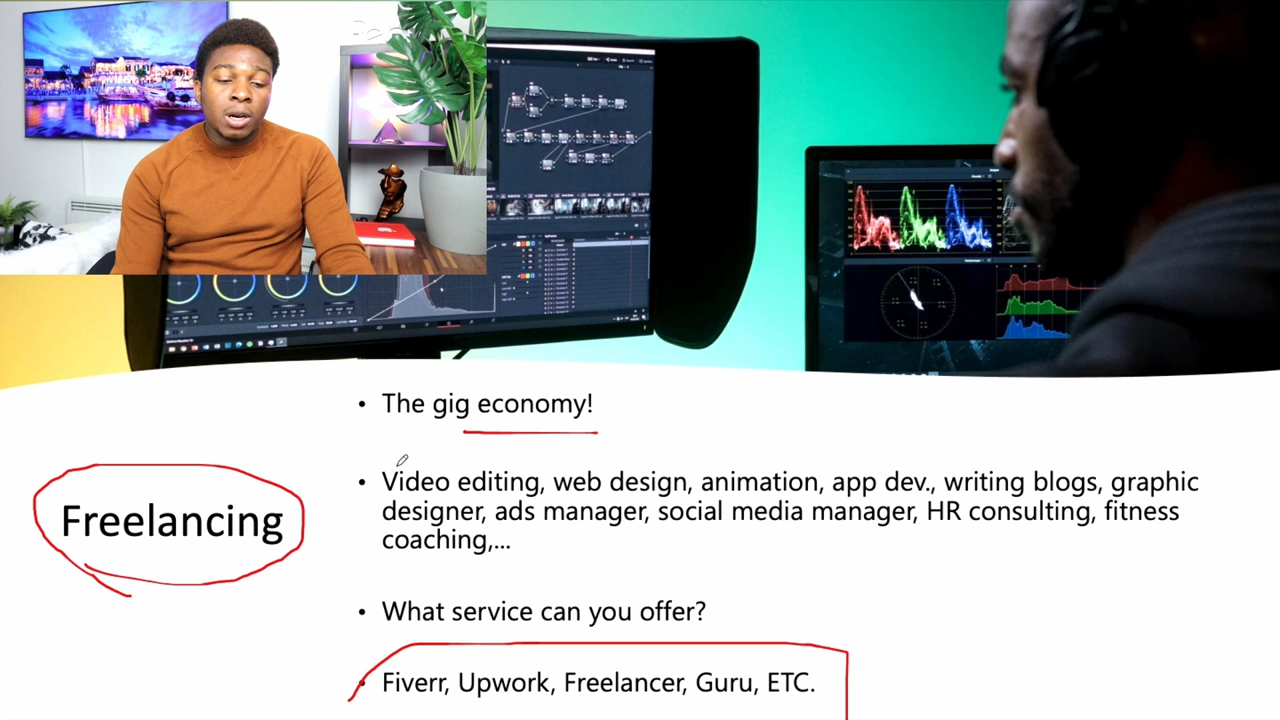 • The gig economy!
Freelancing
• Video editing, web design, animation, app dev., writing blogs, graphic
designer, ads manager, social media manager, HR consulting, fitness
coaching,...
• What service can you offer?
• Fiverr, Upwork, Freelancer, Guru, ETC.